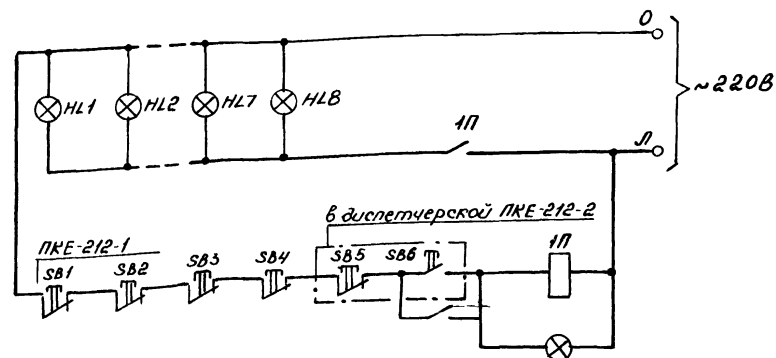 О
HL1 HL2 HL7 HL8
~220В
1П
Л
в диспетчерской ПКЕ-212-2
ПКЕ-212-1
SB1 SB2 SB3 SB4 SB5 SB6
1П